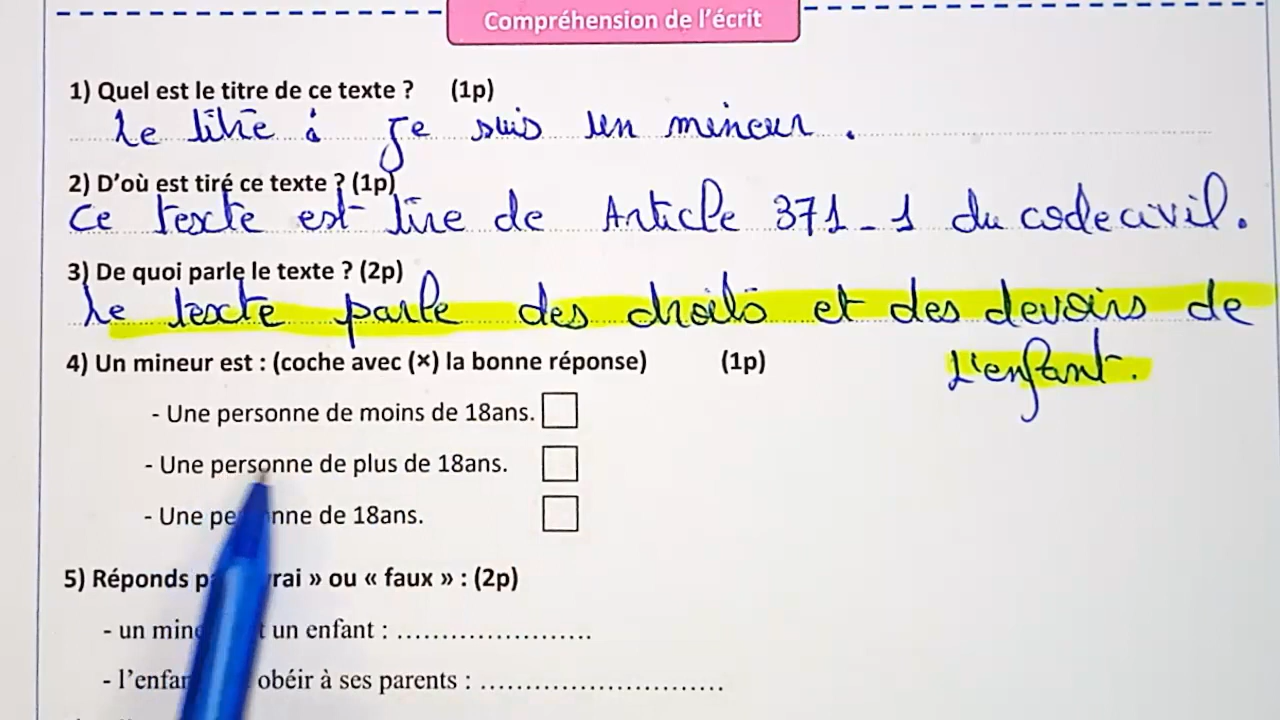 Compréhension de l'écrit
1) Quel est le titre de ce texte ? (1p)
Le titre : Je suis un mineur .
2) D'où est tiré ce texte ? (1p)
Ce texte est tire de Article 371-1 du code civil.
3) De quoi parle le texte ? (2p)
Le texte parle des droits et des devoirs de
L'enfant.
4) Un mineur est : (coche avec (×) la bonne réponse) (1p)
- Une personne de moins de 18ans.
- Une personne de plus de 18ans.
- Une pe nne de 18ans.
5) Réponds p rai » ou « faux » : (2p)
- un min t un enfant : ......................
- l'enfan obéir à ses parents : ...........................